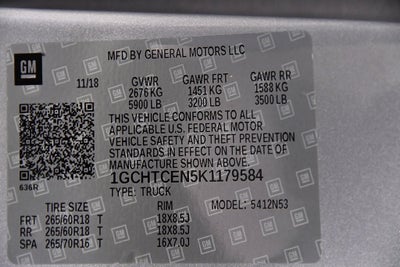 GM
MFD BY GENERAL MOTORS LLC
11/18 GVWR GAWR FRT GAWR RR
2676 KG 1451 KG 1588 KG
5900 LB 3200 LB 3500 LB
THIS VEHICLE CONFORMS TO ALL
APPLICABLE U.S. FEDERAL MOTOR
VEHICLE SAFETY AND THEFT PREVENTION
STANDARDS IN EFFECT ON THE DATE OF
MANUFACTURE SHOWN ABOVE.
636R
1GCHTCEN5K1179584
TYPE: TRUCK
TIRE SIZE RIM MODEL: 5412N53
FRT 265/60R18 T 18X8.5J
RR 265/60R18 T 18X8.5J
SPA 265/70R16 T 16X7.0J